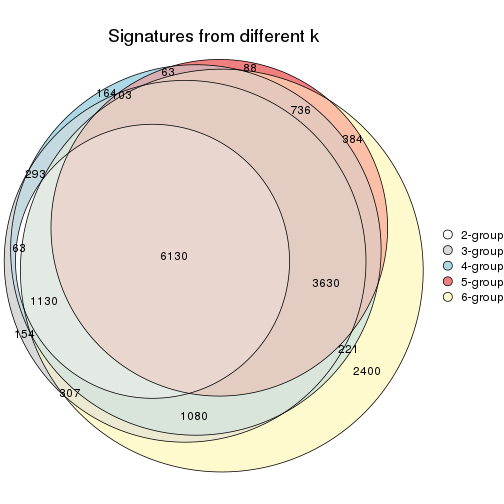 Signatures from different k
63
88
164
103
736
384
293
63
6130
3630
1130
154
221
2400
307
1080
2-group
3-group
4-group
5-group
6-group